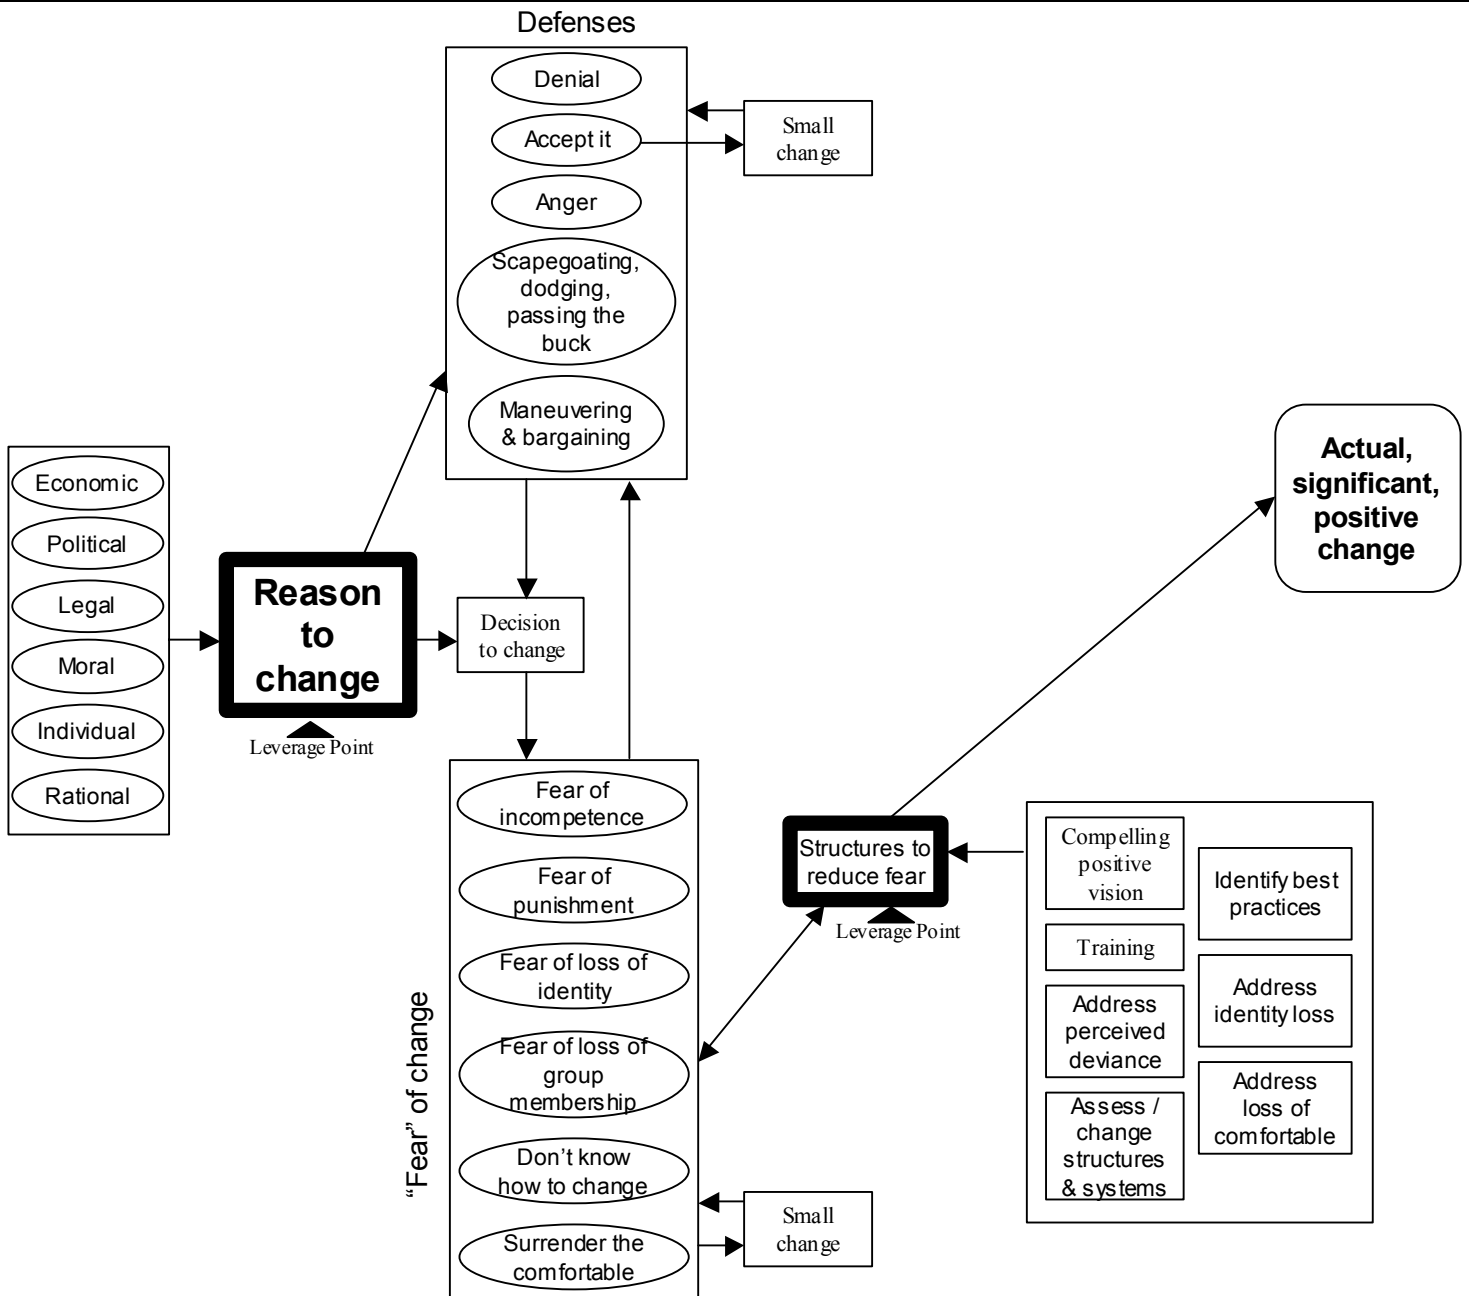 Defenses
Denial
Accept it
Anger
Scapegoating,
dodging,
passing the
buck
Maneuvering
& bargaining
Small
change
Economic
Political
Legal
Moral
Individual
Rational
Reason
to
change
Leverage Point
Decision
to change
"Fear" of change
Fear of
incompetence
Fear of
punishment
Fear of loss of
identity
Fear of loss of
group
membership
Don't know
how to change
Surrender the
comfortable
Small
change
Structures to
reduce fear
Leverage Point
Actual,
significant,
positive
change
Compelling
positive
vision
Training
Address
perceived
deviance
Assess /
change
structures
& systems
Identify best
practices
Address
identity loss
Address
loss of
comfortable